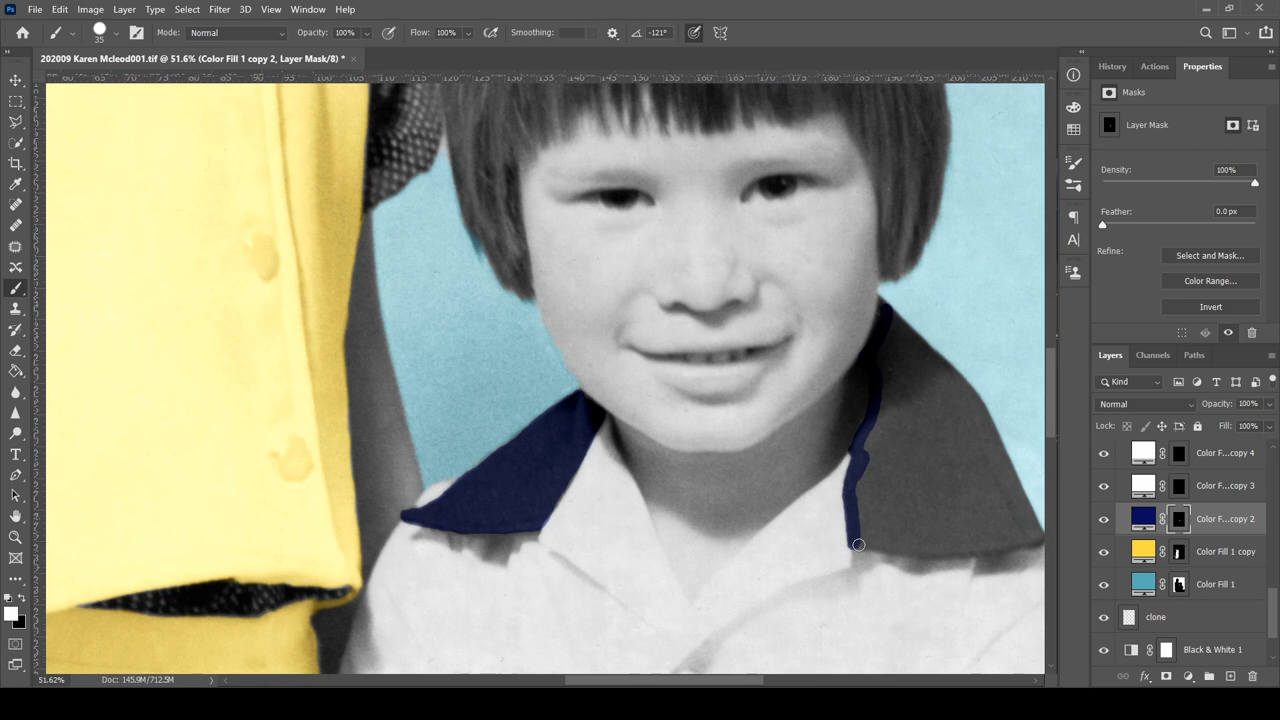 Ps File Edit Image Layer Type Select Filter 3D View Window Help
35 Mode: Normal Opacity: 100% Flow: 100% Smoothing: -121°
202009 Karen Mcleod001.tif @ 51.6% (Color Fill 1 copy 2, Layer Mask/8) *
History Actions Properties
Masks
Layer Mask
Density: 100%
Feather: 0.0 px
Refine: Select and Mask...
Color Range...
Invert
Layers Channels Paths
Kind
Normal Opacity: 100%
Lock: Fill: 100%
Color F...copy 4
Color F...copy 3
Color F...copy 2
Color Fill 1 copy
Color Fill 1
clone
Black & White 1
51.62% Doc: 145.9M/712.5M